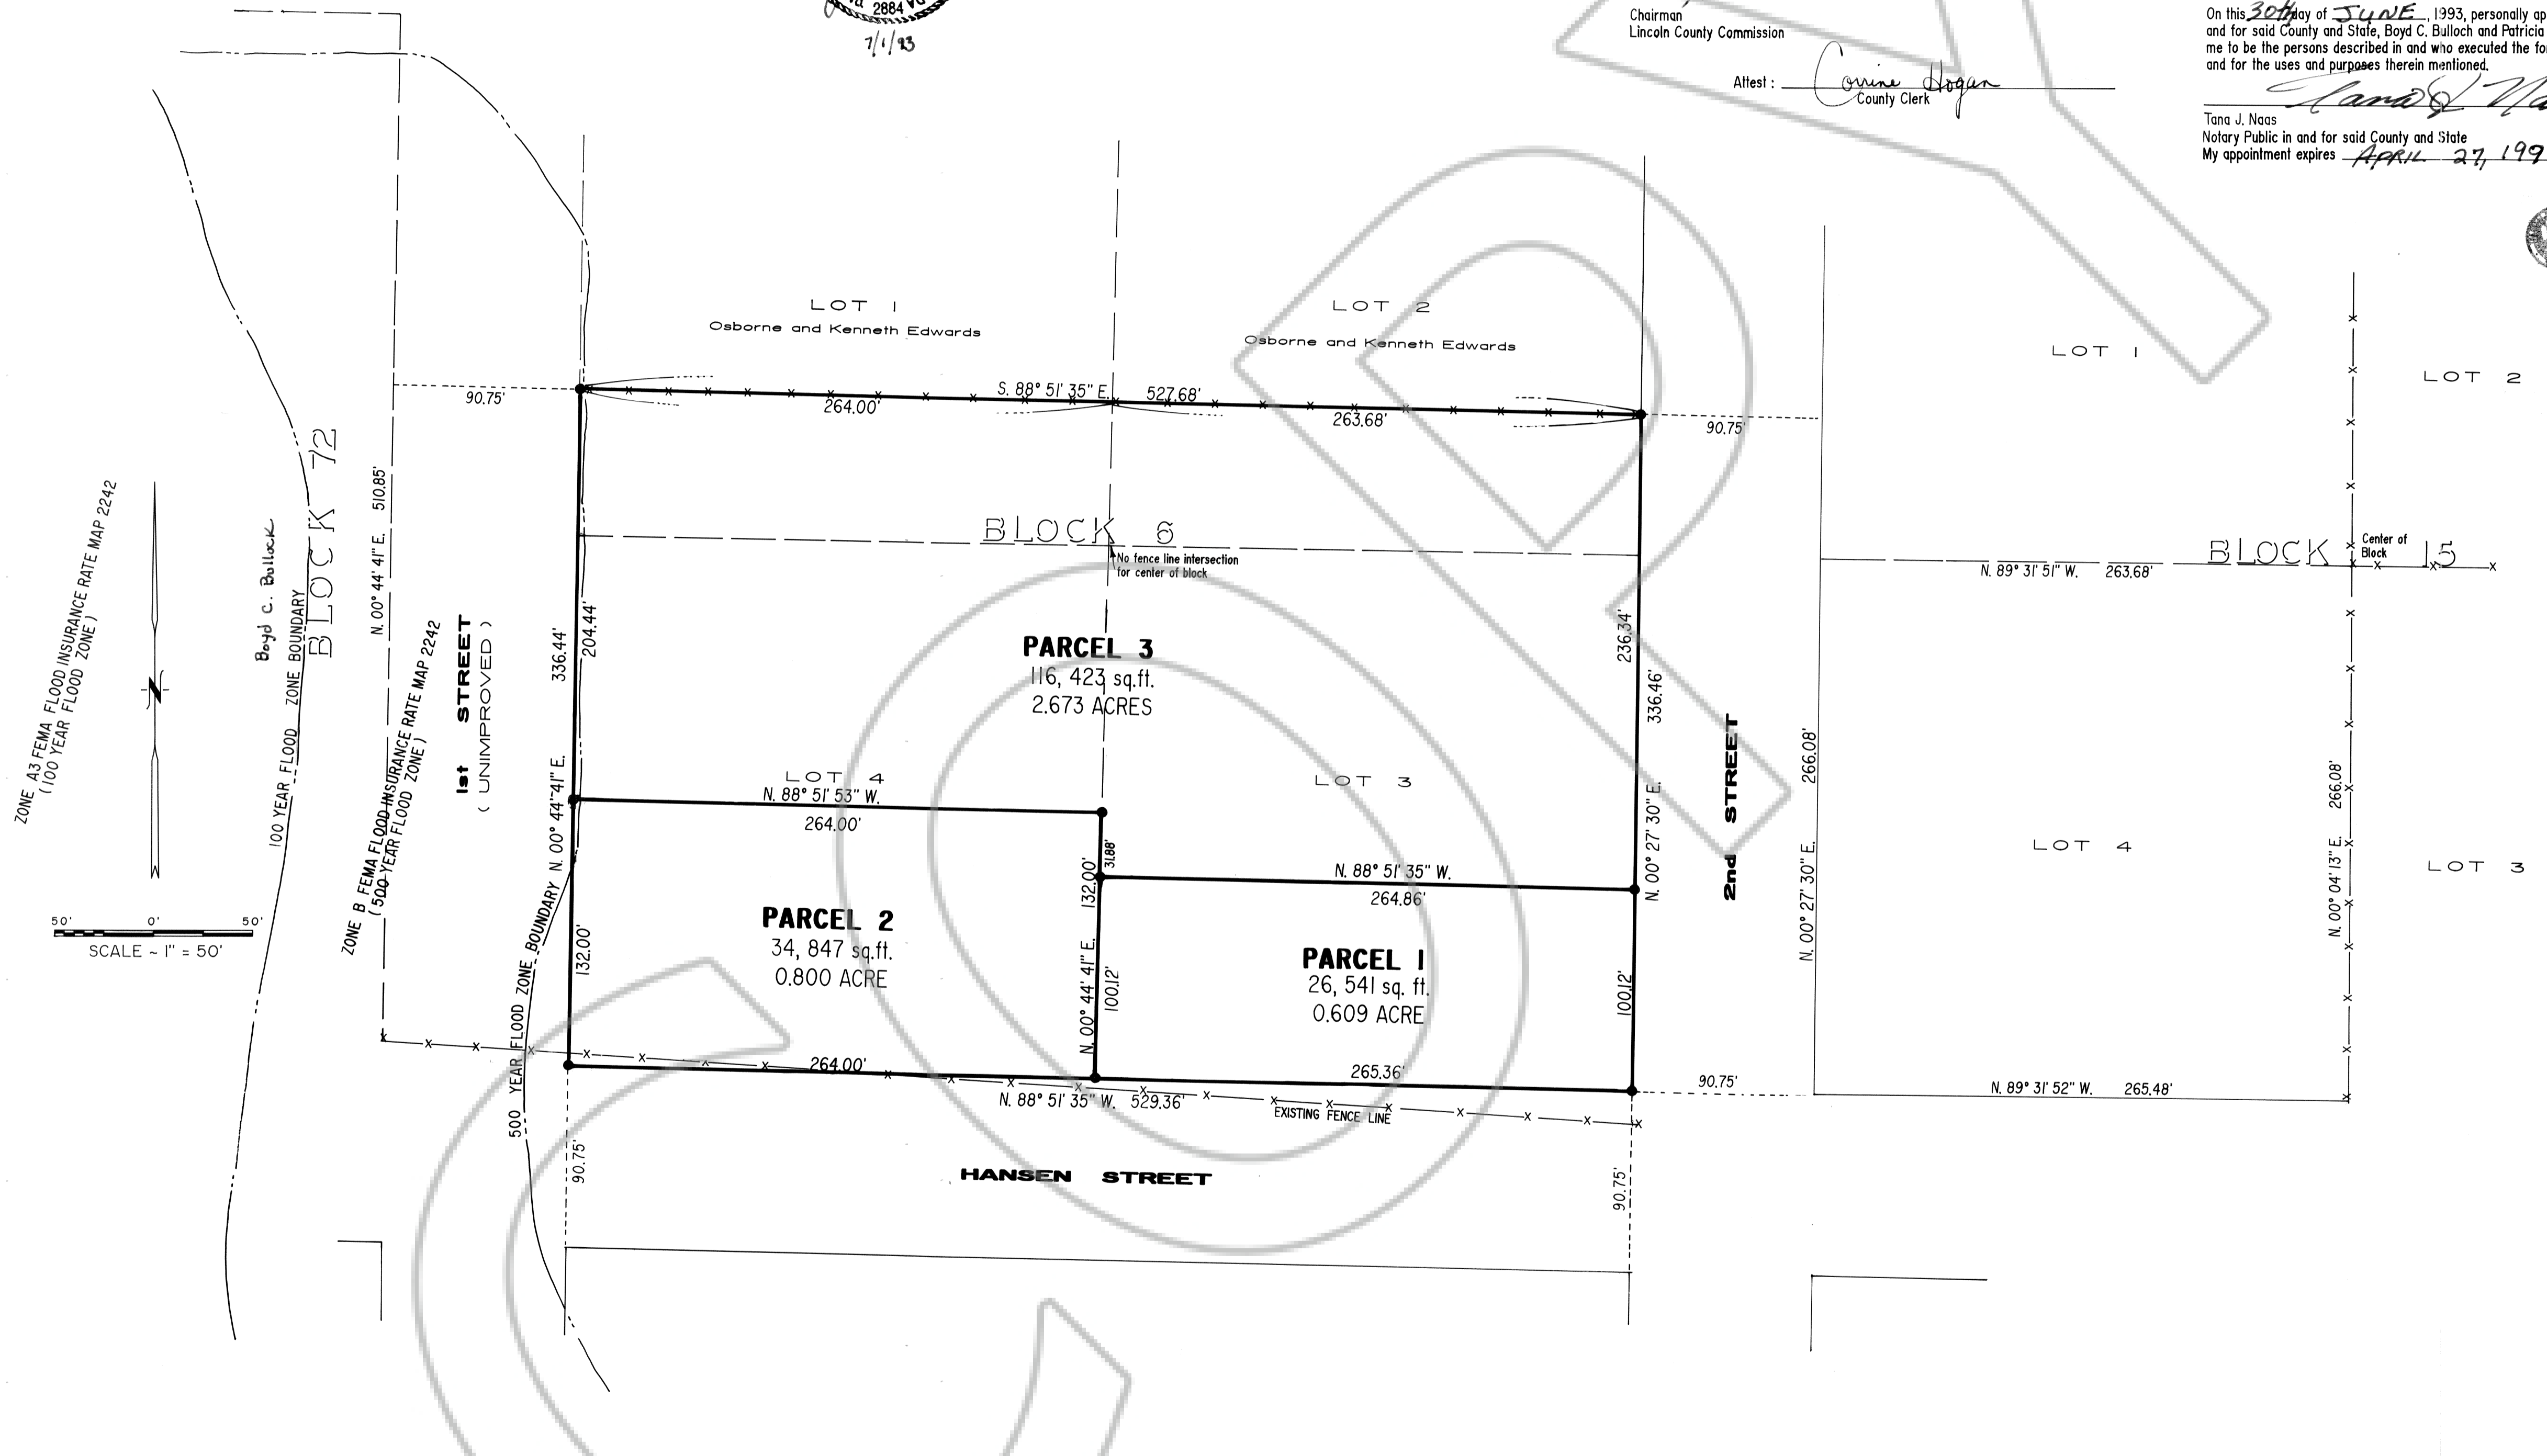 2884
7/1/93
Chairman
Lincoln County Commission
Attest : Corrine Hogan
County Clerk
On this 30th day of JUNE, 1993, personally ap
and for said County and State, Boyd C. Bulloch and Patricia
me to be the persons described in and who executed the fo
and for the uses and purposes therein mentioned.
Tana J. Naas
Notary Public in and for said County and State
My appointment expires APRIL 27, 199
LOT 1
Osborne and Kenneth Edwards
LOT 2
Osborne and Kenneth Edwards
LOT 1
LOT 2
90.75'
S. 88° 51' 35" E. 527.68'
264.00'
263.68'
90.75'
BLOCK 72
Boyd C. Bullock
N. 00° 44' 41" E. 510.85'
ZONE A3 FEMA FLOOD INSURANCE RATE MAP 2242
(100 YEAR FLOOD ZONE)
100 YEAR FLOOD ZONE BOUNDARY
ZONE B FEMA FLOOD INSURANCE RATE MAP 2242
(500 YEAR FLOOD ZONE)
1st STREET
( UNIMPROVED )
N
BLOCK 6
No fence line intersection
for center of block
336.44'
204.44'
N. 00° 44' 41" E.
PARCEL 3
116, 423 sq.ft.
2.673 ACRES
236.34'
336.46'
N. 00° 27' 30" E.
2nd STREET
BLOCK 15
Center of
Block
N. 89° 31' 51" W. 263.68'
266.08'
N. 00° 27' 30" E.
266.08'
N. 00° 04' 13" E.
LOT 4
N. 88° 51' 53" W.
264.00'
LOT 3
LOT 4
LOT 3
31.88'
132.00'
N. 88° 51' 35" W.
264.86'
50' 0' 50'
SCALE ~ 1" = 50'
PARCEL 2
34, 847 sq.ft.
0.800 ACRE
132.00'
N. 00° 44' 41" E.
100.12'
PARCEL 1
26, 541 sq. ft.
0.609 ACRE
100.12'
500 YEAR FLOOD ZONE BOUNDARY
264.00'
265.36'
N. 88° 51' 35" W. 529.36'
EXISTING FENCE LINE
90.75'
N. 89° 31' 52" W. 265.48'
90.75'
HANSEN STREET
90.75'
COPY